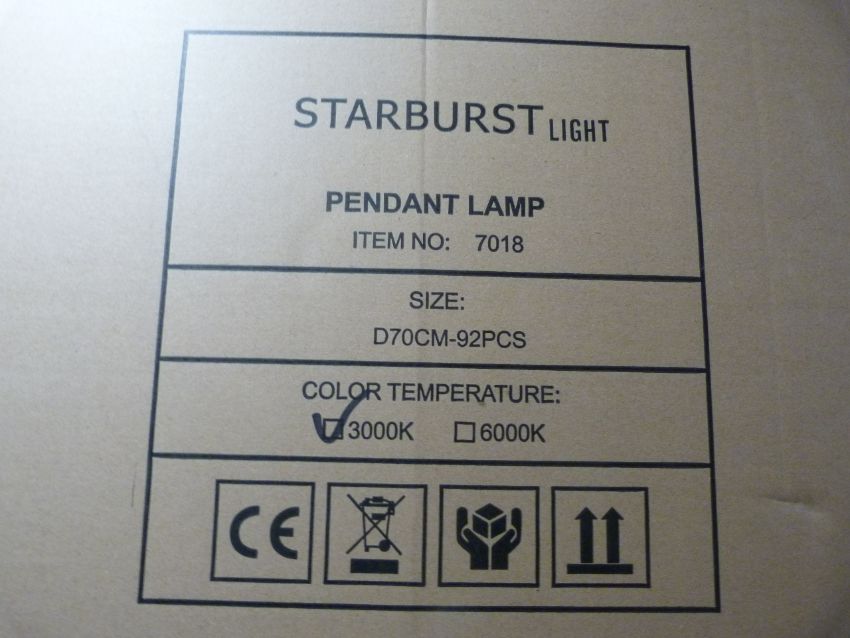 STARBURST LIGHT
PENDANT LAMP
ITEM NO: 7018
SIZE:
D70CM-92PCS
COLOR TEMPERATURE:
3000K 6000K
CE